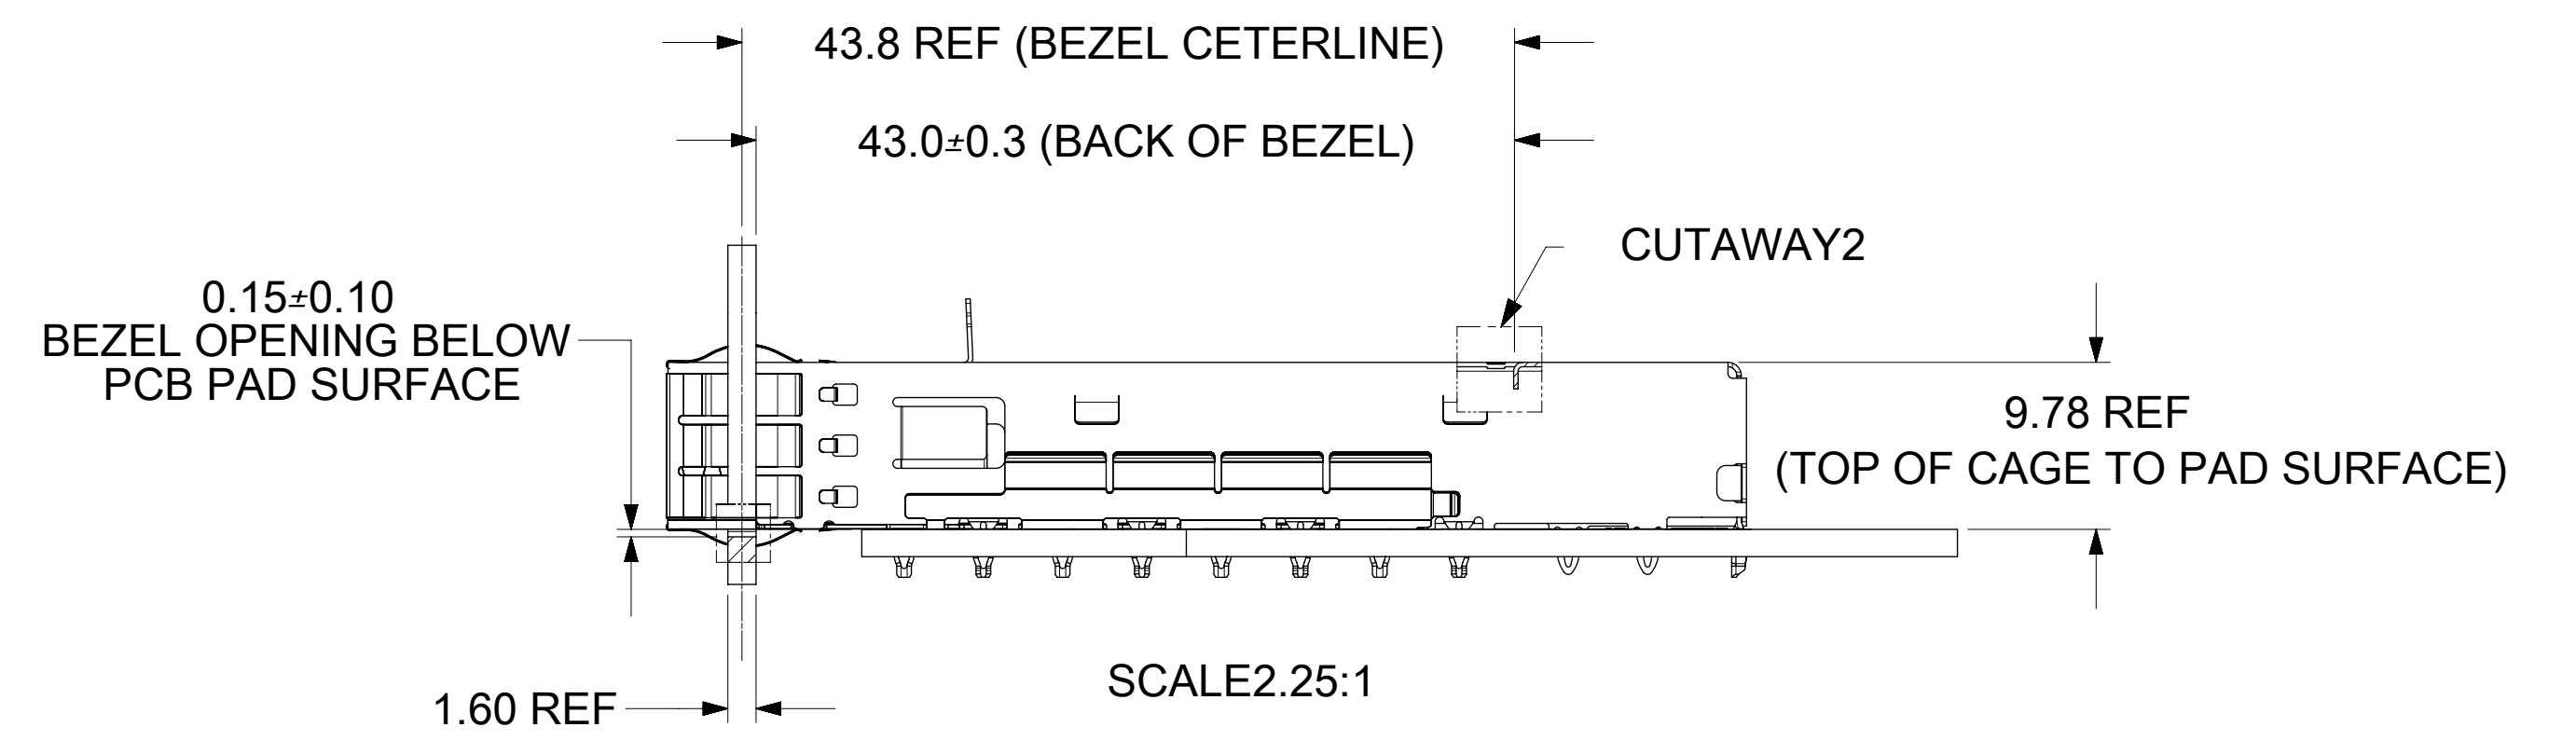 43.8 REF (BEZEL CETERLINE)
43.0±0.3 (BACK OF BEZEL)
CUTAWAY2
0.15±0.10
BEZEL OPENING BELOW
PCB PAD SURFACE
9.78 REF
(TOP OF CAGE TO PAD SURFACE)
SCALE2.25:1
1.60 REF